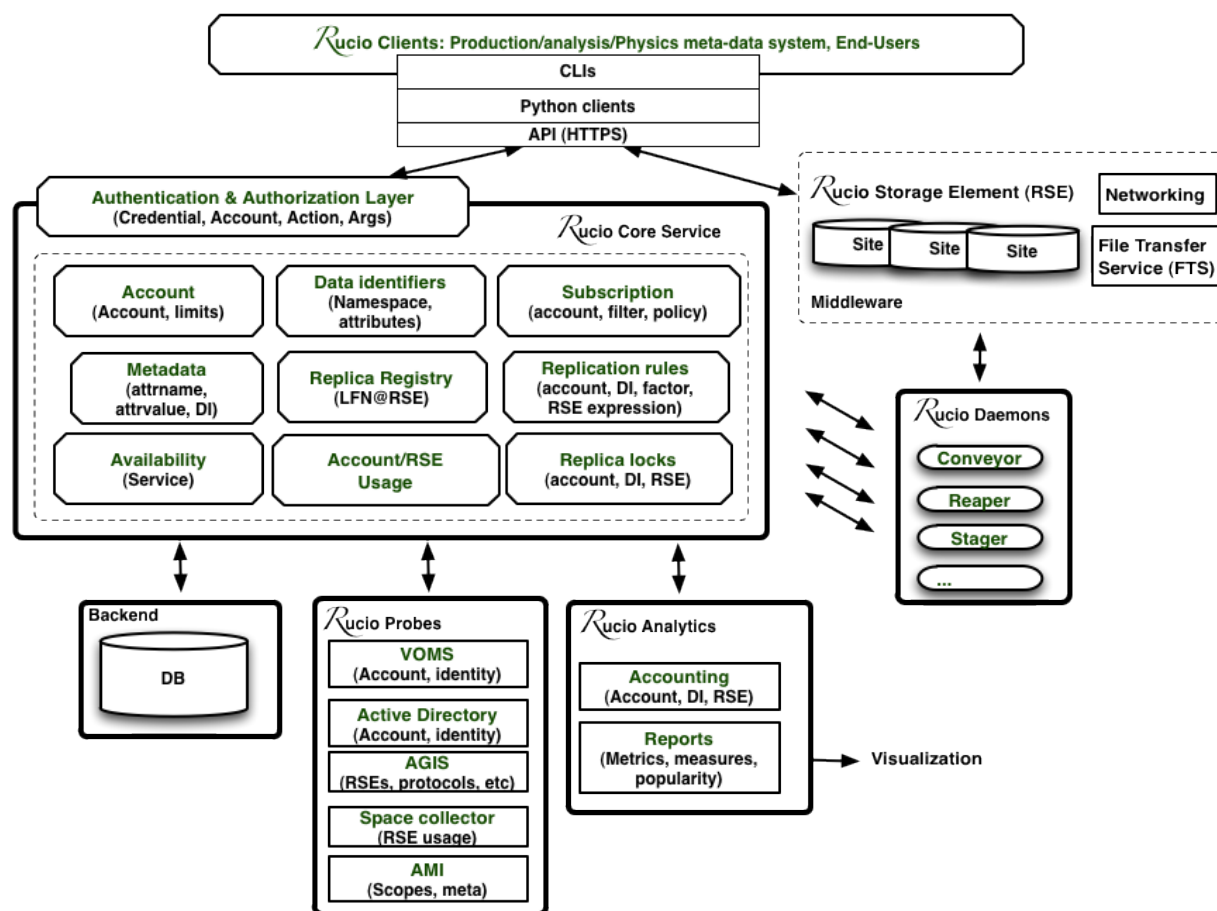 Rucio Clients: Production/analysis/Physics meta-data system, End-Users
CLIs
Python clients
API (HTTPS)
Authentication & Authorization Layer
(Credential, Account, Action, Args)
Rucio Core Service
Account
(Account, limits)
Data identifiers
(Namespace,
attributes)
Subscription
(account, filter, policy)
Metadata
(attrname,
attrvalue, DI)
Replica Registry
(LFN@RSE)
Replication rules
(account, DI, factor,
RSE expression)
Availability
(Service)
Account/RSE
Usage
Replica locks
(account, DI, RSE)
Rucio Storage Element (RSE)
Site
Site
Site
Middleware
Networking
File Transfer
Service (FTS)
Rucio Daemons
Conveyor
Reaper
Stager
...
Backend
DB
Rucio Probes
VOMS
(Account, identity)
Active Directory
(Account, identity)
AGIS
(RSEs, protocols, etc)
Space collector
(RSE usage)
AMI
(Scopes, meta)
Rucio Analytics
Accounting
(Account, DI, RSE)
Reports
(Metrics, measures,
popularity)
Visualization